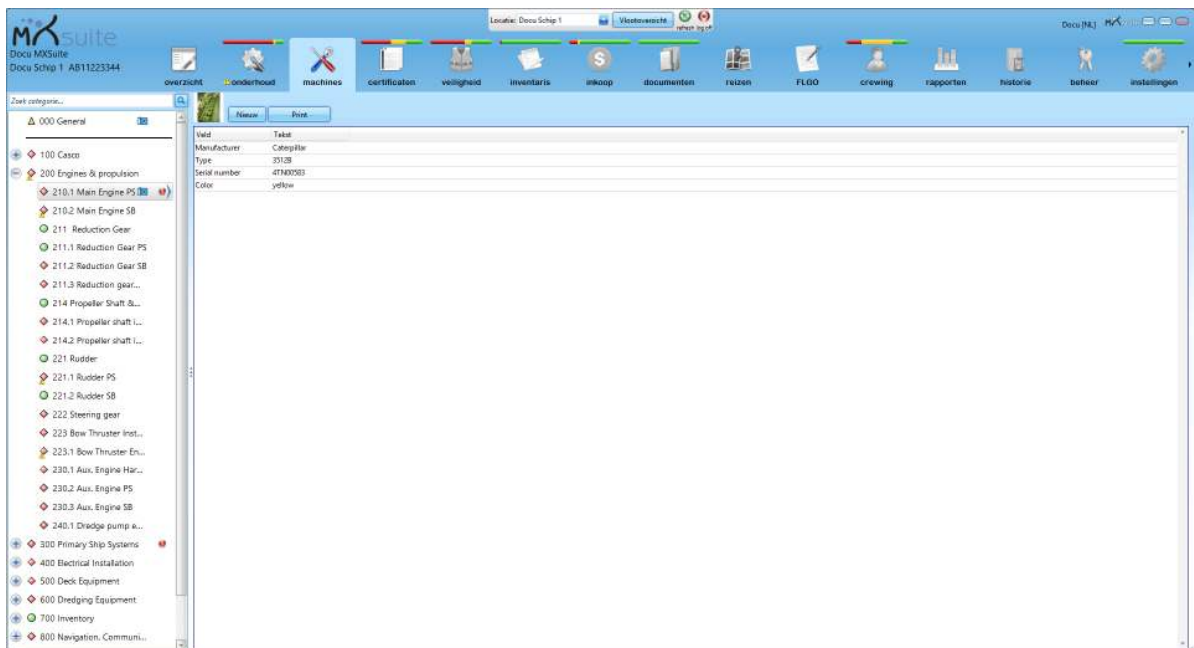 Locatie: Docu Schip 1 Vlootoverzicht refresh log off Docu [NL] MX
MXsuite
Docu MXSuite
Docu Schip 1 AB11223344
overzicht onderhoud machines certificaten veiligheid inventaris inkoop documenten reizen FLGO crewing rapporten historie beheer instellingen
Zoek categorie...
Nieuw Print
000 General
Veld Tekst
Manufacturer Caterpillar
Type 3512B
Serial number 4TN00583
Color yellow
100 Casco
200 Engines & propulsion
210.1 Main Engine PS
210.2 Main Engine SB
211 Reduction Gear
211.1 Reduction Gear PS
211.2 Reduction Gear SB
211.3 Reduction gear...
214 Propeller Shaft &...
214.1 Propeller shaft i...
214.2 Propeller shaft i...
221 Rudder
221.1 Rudder PS
221.2 Rudder SB
222 Steering gear
223 Bow Thruster Inst...
223.1 Bow Thruster En...
230.1 Aux. Engine Har...
230.2 Aux. Engine PS
230.3 Aux. Engine SB
240.1 Dredge pump e...
300 Primary Ship Systems
400 Electrical Installation
500 Deck Equipment
600 Dredging Equipment
700 Inventory
800 Navigation, Communi...